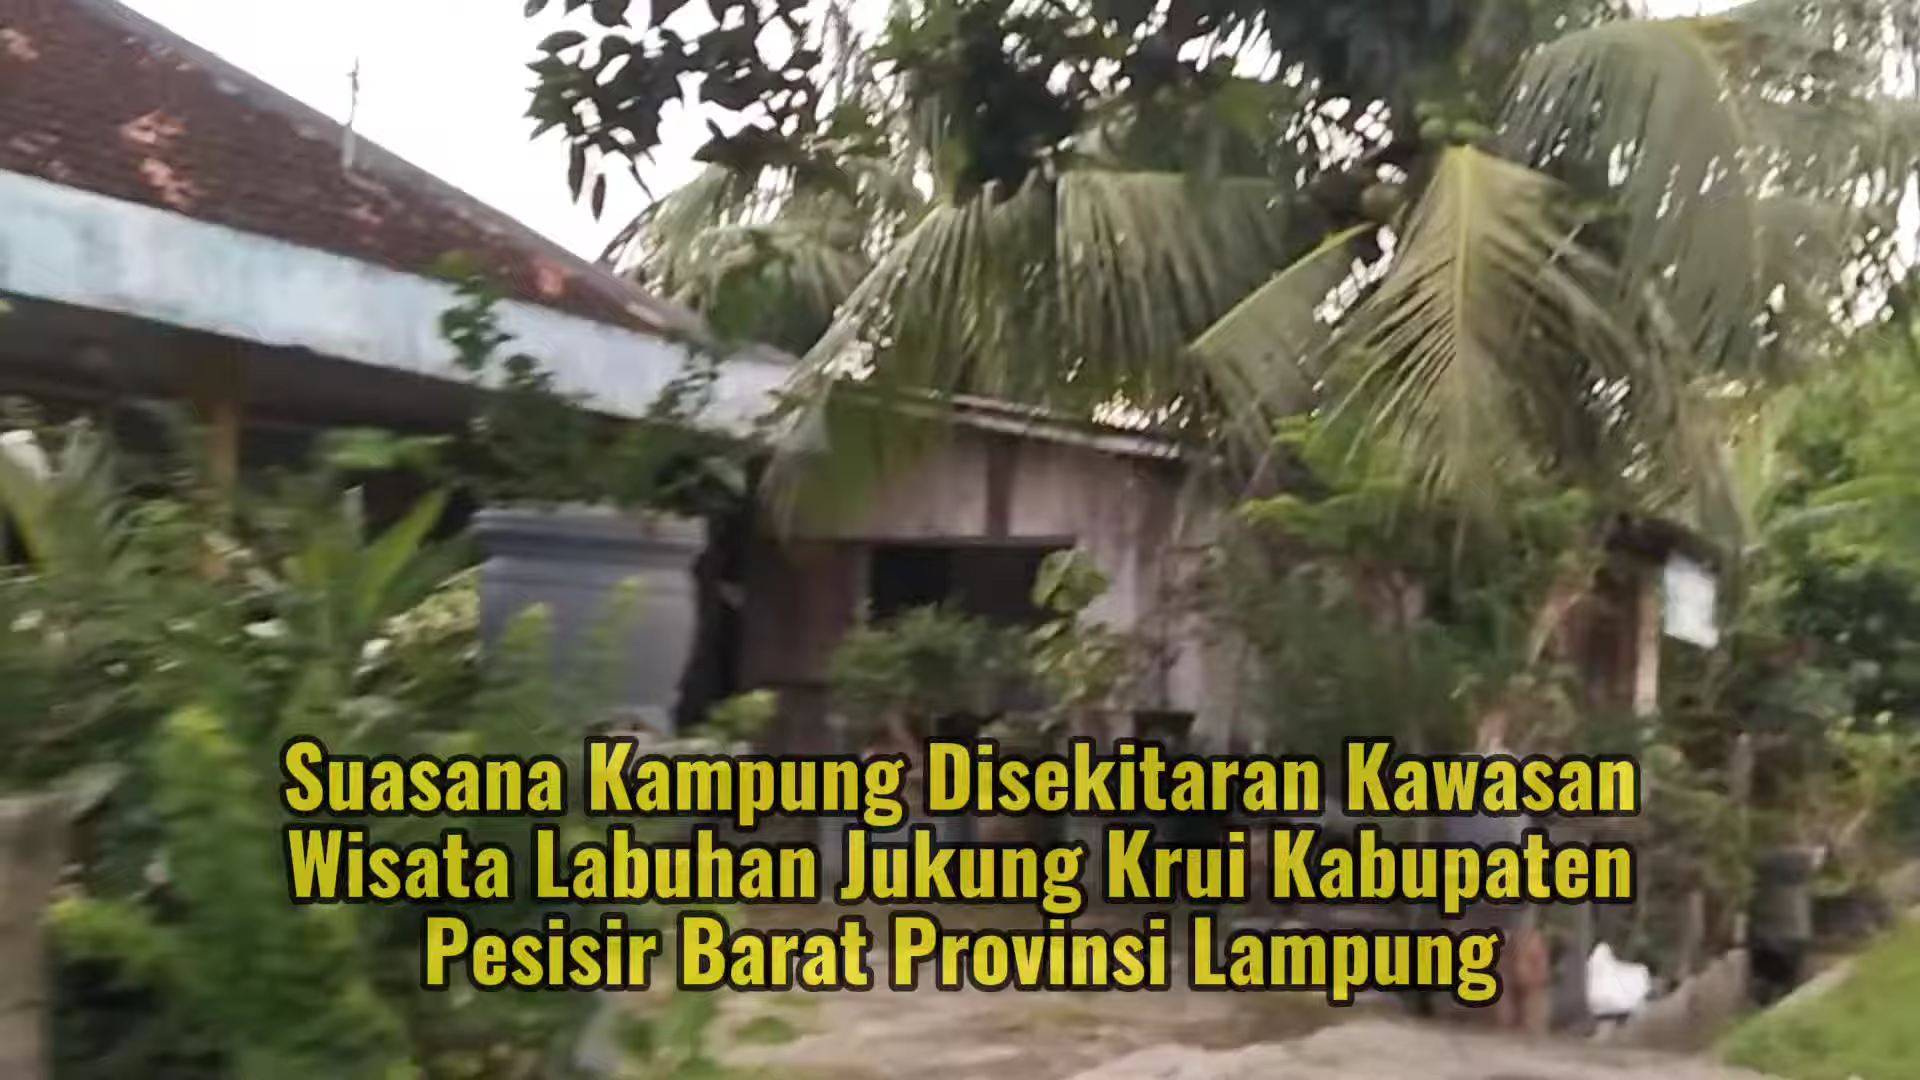 Suasana Kampung Disekitaran Kawasan
Wisata Labuhan Jukung Krui Kabupaten
Pesisir Barat Provinsi Lampung